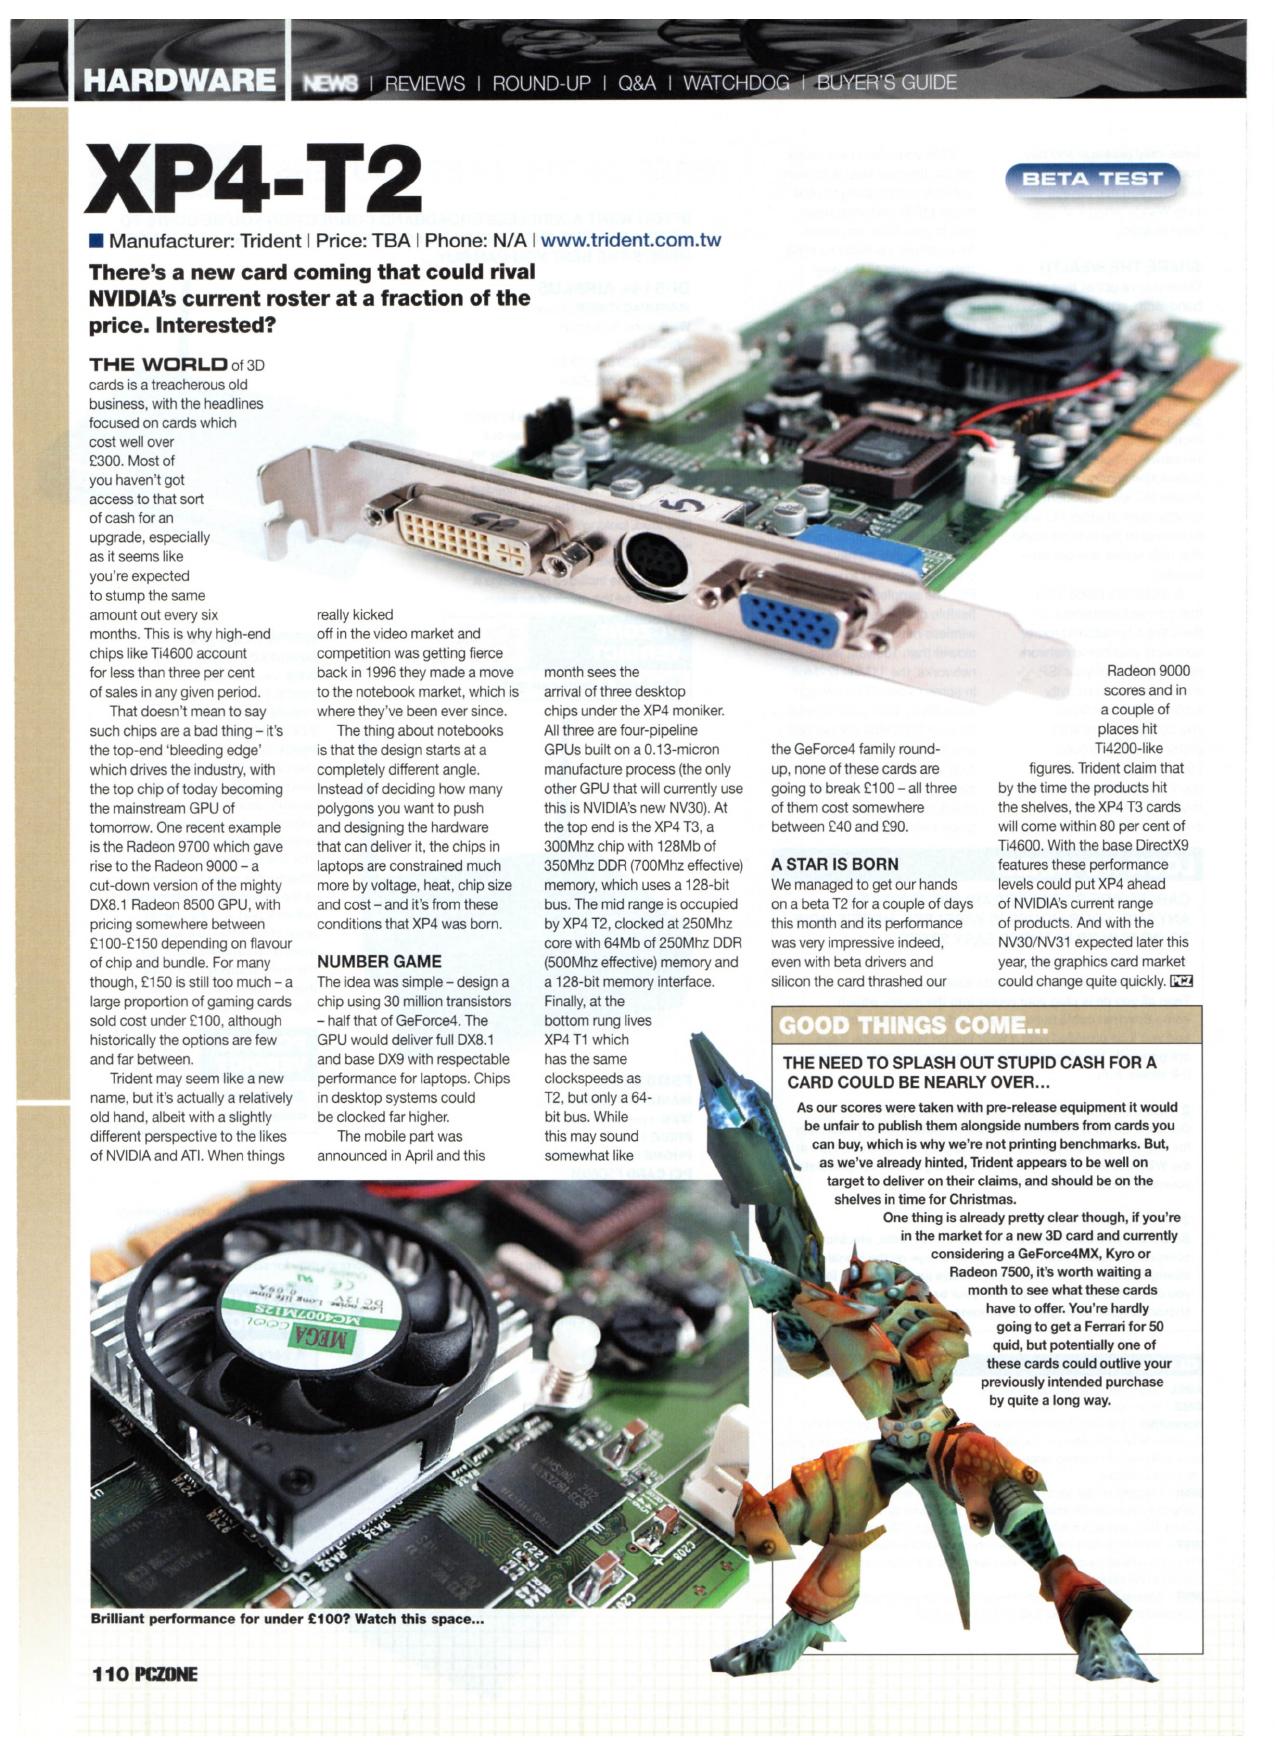 HARDWARE
NEWS | REVIEWS | ROUND-UP | Q&A | WATCHDOG | BUYER'S GUIDE
XP4-T2
BETA TEST
■ Manufacturer: Trident | Price: TBA | Phone: N/A | www.trident.com.tw
There's a new card coming that could rival
NVIDIA's current roster at a fraction of the
price. Interested?
THE WORLD of 3D
cards is a treacherous old
business, with the headlines
focused on cards which
cost well over
£300. Most of
you haven't got
access to that sort
of cash for an
upgrade, especially
as it seems like
you're expected
to stump the same
amount out every six
months. This is why high-end
chips like Ti4600 account
for less than three per cent
of sales in any given period.
That doesn't mean to say
such chips are a bad thing – it's
the top-end 'bleeding edge'
which drives the industry, with
the top chip of today becoming
the mainstream GPU of
tomorrow. One recent example
is the Radeon 9700 which gave
rise to the Radeon 9000 – a
cut-down version of the mighty
DX8.1 Radeon 8500 GPU, with
pricing somewhere between
£100-£150 depending on flavour
of chip and bundle. For many
though, £150 is still too much – a
large proportion of gaming cards
sold cost under £100, although
historically the options are few
and far between.
Trident may seem like a new
name, but it's actually a relatively
old hand, albeit with a slightly
different perspective to the likes
of NVIDIA and ATI. When things
really kicked
off in the video market and
competition was getting fierce
back in 1996 they made a move
to the notebook market, which is
where they've been ever since.
The thing about notebooks
is that the design starts at a
completely different angle.
Instead of deciding how many
polygons you want to push
and designing the hardware
that can deliver it, the chips in
laptops are constrained much
more by voltage, heat, chip size
and cost – and it's from these
conditions that XP4 was born.
NUMBER GAME
The idea was simple – design a
chip using 30 million transistors
– half that of GeForce4. The
GPU would deliver full DX8.1
and base DX9 with respectable
performance for laptops. Chips
in desktop systems could
be clocked far higher.
The mobile part was
announced in April and this
month sees the
arrival of three desktop
chips under the XP4 moniker.
All three are four-pipeline
GPUs built on a 0.13-micron
manufacture process (the only
other GPU that will currently use
this is NVIDIA's new NV30). At
the top end is the XP4 T3, a
300Mhz chip with 128Mb of
350Mhz DDR (700Mhz effective)
memory, which uses a 128-bit
bus. The mid range is occupied
by XP4 T2, clocked at 250Mhz
core with 64Mb of 250Mhz DDR
(500Mhz effective) memory and
a 128-bit memory interface.
Finally, at the
bottom rung lives
XP4 T1 which
has the same
clockspeeds as
T2, but only a 64-
bit bus. While
this may sound
somewhat like
the GeForce4 family round-
up, none of these cards are
going to break £100 – all three
of them cost somewhere
between £40 and £90.
A STAR IS BORN
We managed to get our hands
on a beta T2 for a couple of days
this month and its performance
was very impressive indeed,
even with beta drivers and
silicon the card thrashed our
Radeon 9000
scores and in
a couple of
places hit
Ti4200-like
figures. Trident claim that
by the time the products hit
the shelves, the XP4 T3 cards
will come within 80 per cent of
Ti4600. With the base DirectX9
features these performance
levels could put XP4 ahead
of NVIDIA's current range
of products. And with the
NV30/NV31 expected later this
year, the graphics card market
could change quite quickly. PCZ
GOOD THINGS COME...
THE NEED TO SPLASH OUT STUPID CASH FOR A
CARD COULD BE NEARLY OVER...
As our scores were taken with pre-release equipment it would
be unfair to publish them alongside numbers from cards you
can buy, which is why we're not printing benchmarks. But,
as we've already hinted, Trident appears to be well on
target to deliver on their claims, and should be on the
shelves in time for Christmas.
One thing is already pretty clear though, if you're
in the market for a new 3D card and currently
considering a GeForce4MX, Kyro or
Radeon 7500, it's worth waiting a
month to see what these cards
have to offer. You're hardly
going to get a Ferrari for 50
quid, but potentially one of
these cards could outlive your
previously intended purchase
by quite a long way.
MEGA COOL
MC4007M12S
Low noise Long life time
DC12V 0.09A
Brilliant performance for under £100? Watch this space...
110 PCZONE